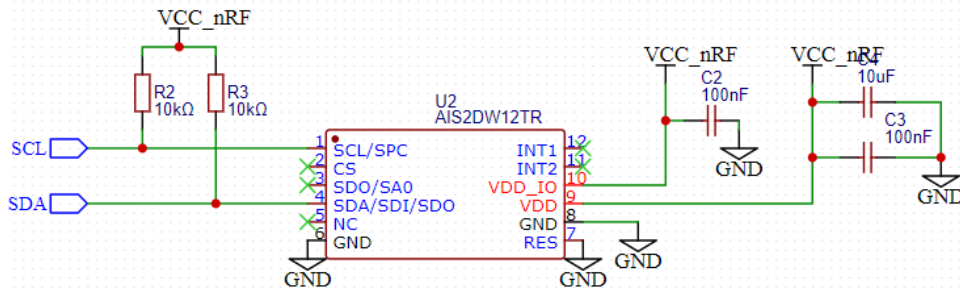 VCC_nRF
R2
10kΩ
R3
10kΩ
SCL
SDA
U2
AIS2DW12TR
1
SCL/SPC
2
CS
3
SDO/SA0
4
SDA/SDI/SDO
5
NC
6
GND
GND
12
INT1
11
INT2
10
VDD_IO
9
VDD
8
GND
7
RES
GND
GND
VCC_nRF
C2
100nF
GND
VCC_nRF
C4
10uF
C3
100nF
GND